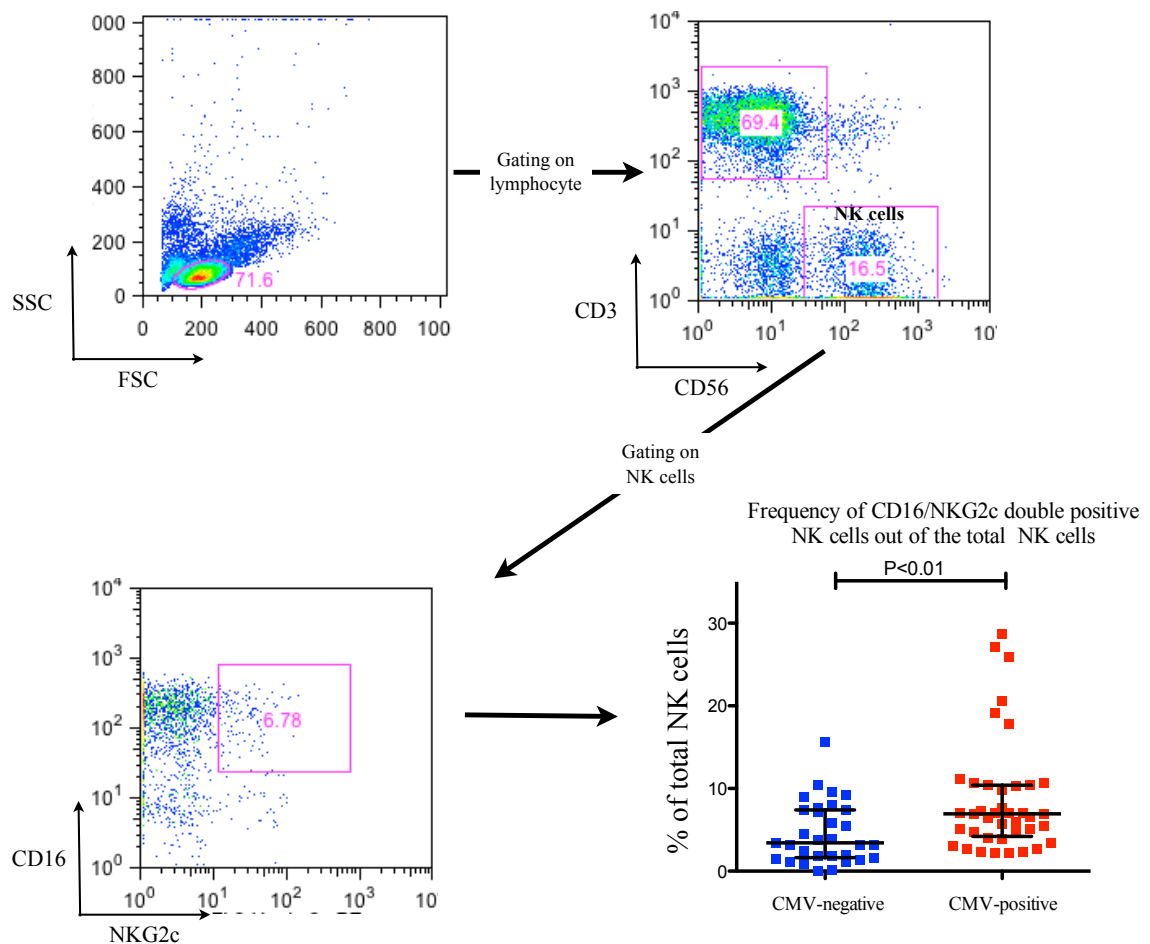 000
800
600
400
200
0
SSC
71.6
0 200 400 600 800 100
FSC
Gating on
lymphocyte
10⁴
10³
10²
10¹
10⁰
CD3
69.4
NK cells
16.5
10⁰ 10¹ 10² 10³ 10
CD56
Gating on
NK cells
10⁴
10³
10²
10¹
10⁰
CD16
6.78
10⁰ 10¹ 10² 10³ 10
NKG2c
Frequency of CD16/NKG2c double positive
NK cells out of the total NK cells
P<0.01
% of total NK cells
30
20
10
0
CMV-negative CMV-positive